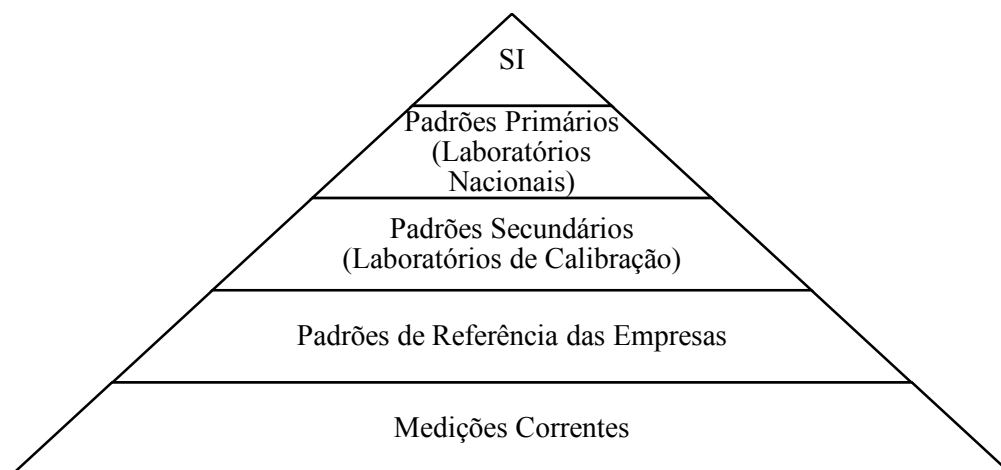 SI
Padrões Primários
(Laboratórios
Nacionais)
Padrões Secundários
(Laboratórios de Calibração)
Padrões de Referência das Empresas
Medições Correntes